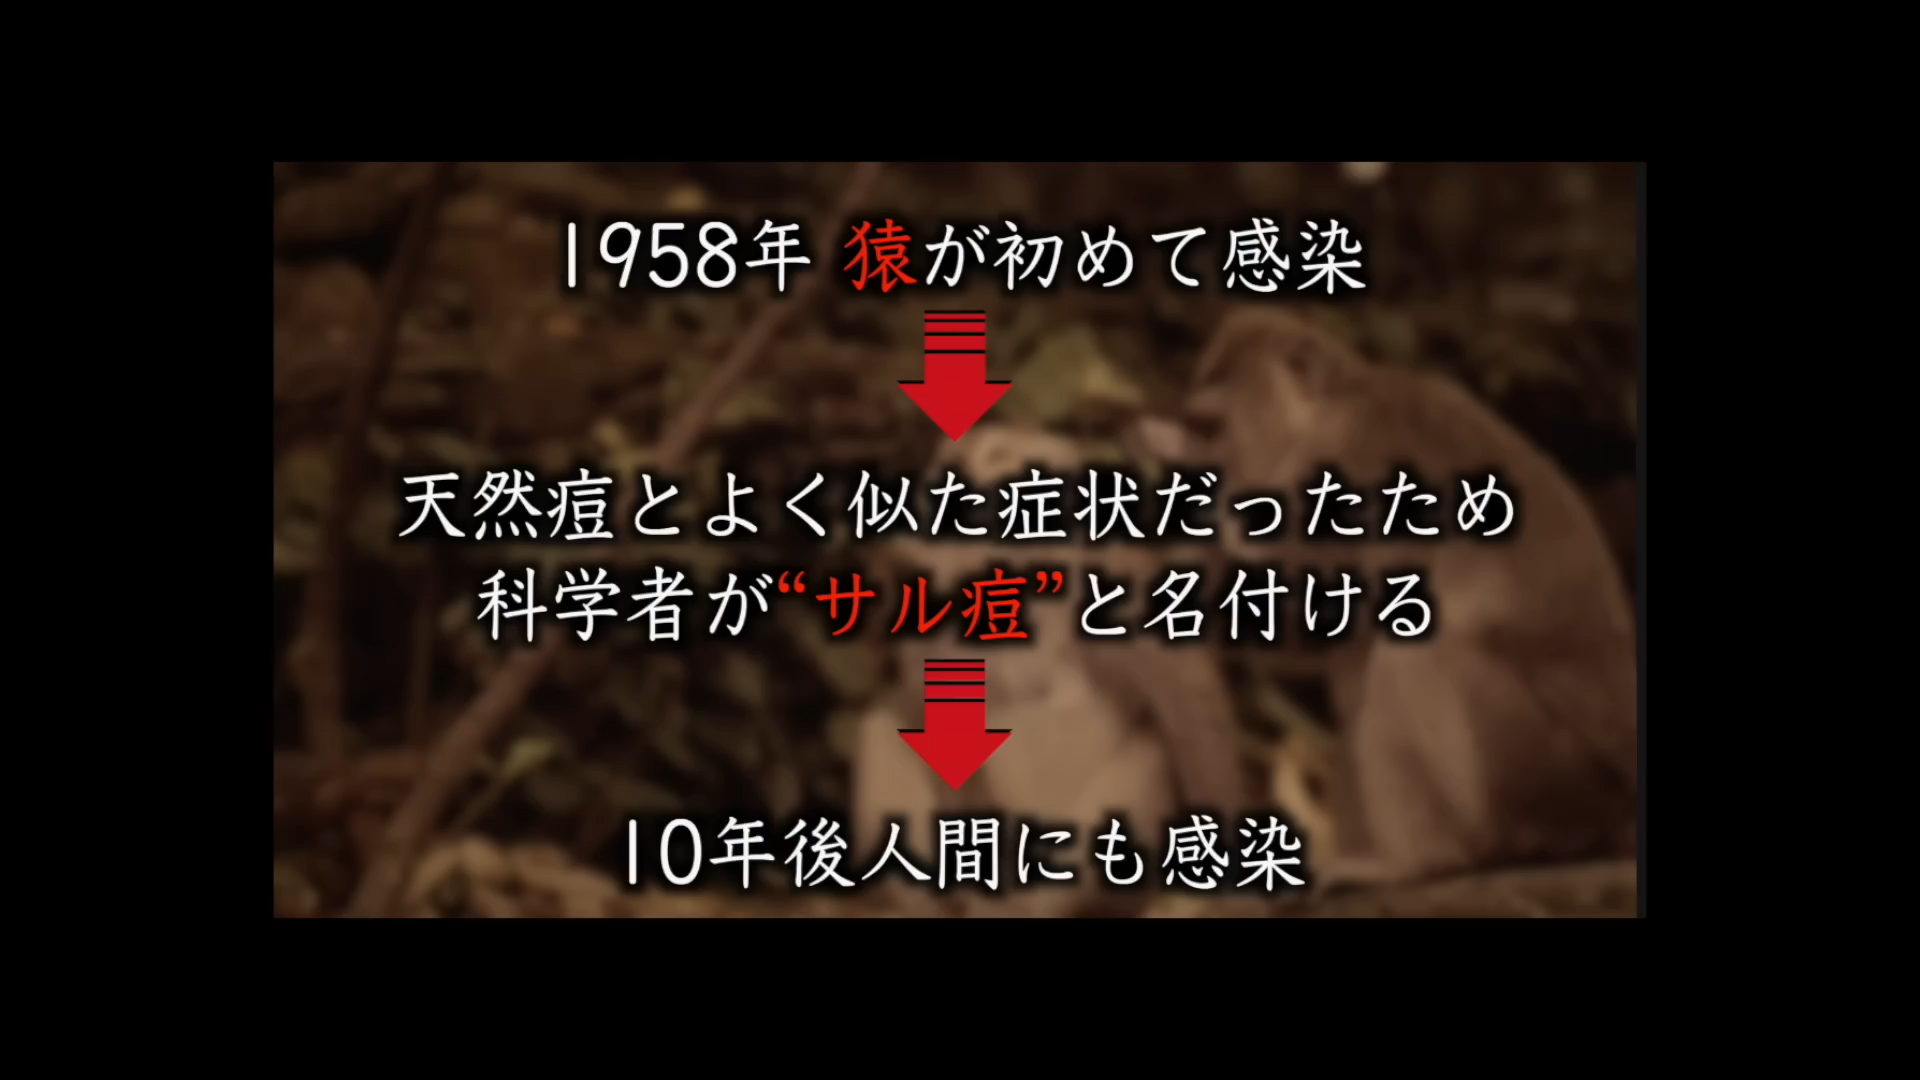 1958年 猿が初めて感染
天然痘とよく似た症状だったため
科学者が“サル痘”と名付ける
10年後人間にも感染